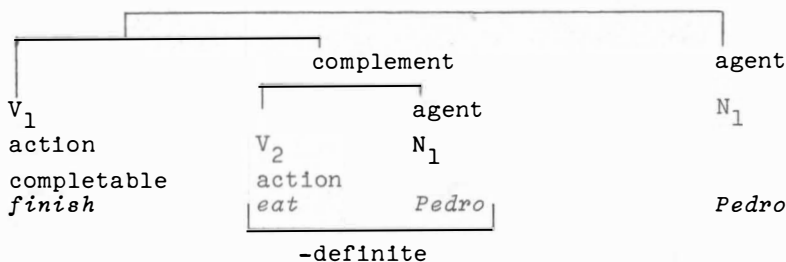 complement agent
V1 agent N1
action V2 N1
completable action
finish eat Pedro Pedro
-definite